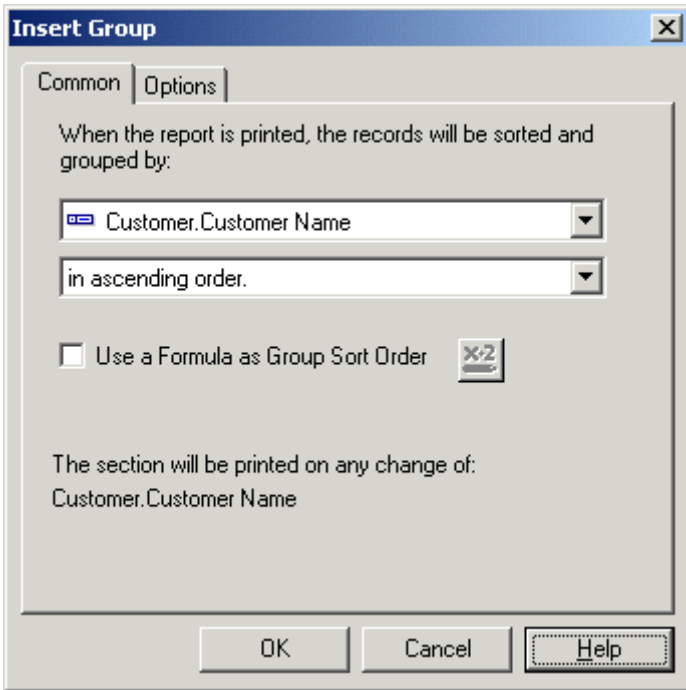 Insert Group
Common
Options
When the report is printed, the records will be sorted and
grouped by:
Customer.Customer Name
in ascending order.
Use a Formula as Group Sort Order
x+2
The section will be printed on any change of:
Customer.Customer Name
OK
Cancel
Help